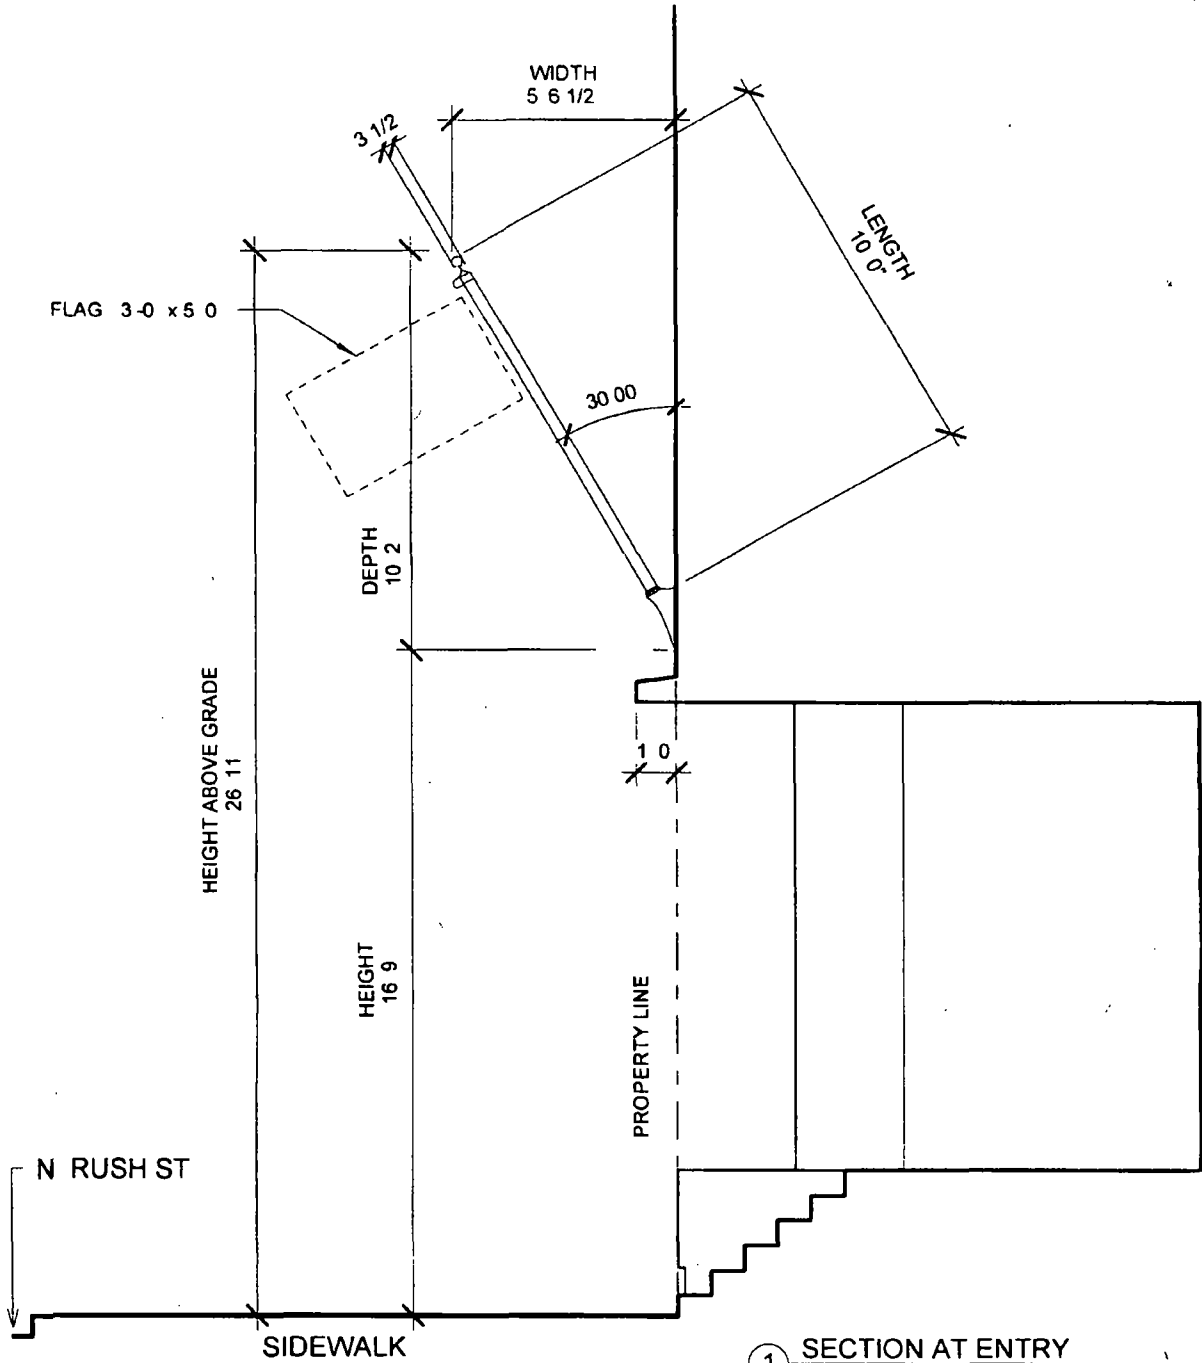 WIDTH
5 6 1/2
3 1/2
LENGTH
10 0"
FLAG 3-0 x 5 0
30 00
DEPTH
10 2
HEIGHT ABOVE GRADE
26 11
1 0
HEIGHT
16 9
PROPERTY LINE
N RUSH ST
SIDEWALK
1 SECTION AT ENTRY